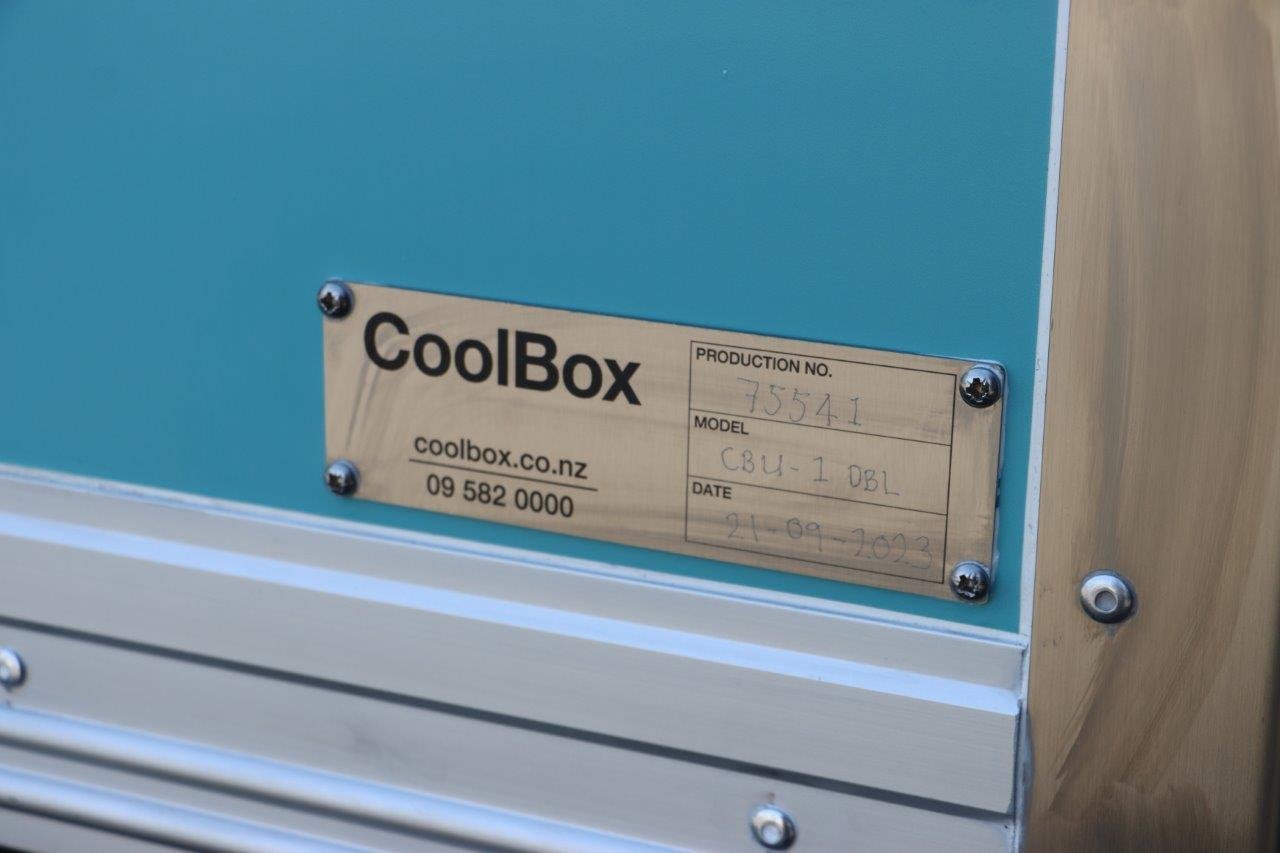 CoolBox
coolbox.co.nz
09 582 0000
PRODUCTION NO.
75541
MODEL
CBU-1 DBL
DATE
21-09-2023